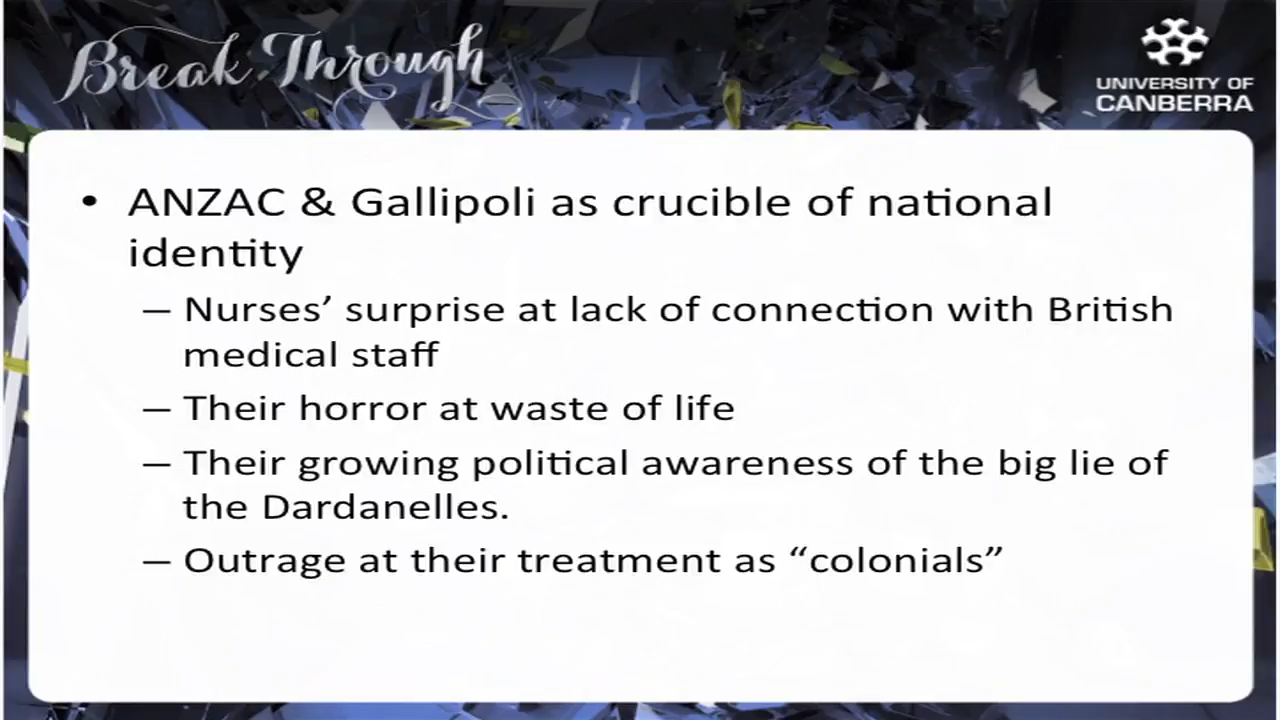 Break Through
UNIVERSITY OF
CANBERRA
• ANZAC & Gallipoli as crucible of national
identity
– Nurses’ surprise at lack of connection with British
medical staff
– Their horror at waste of life
– Their growing political awareness of the big lie of
the Dardanelles.
– Outrage at their treatment as “colonials”